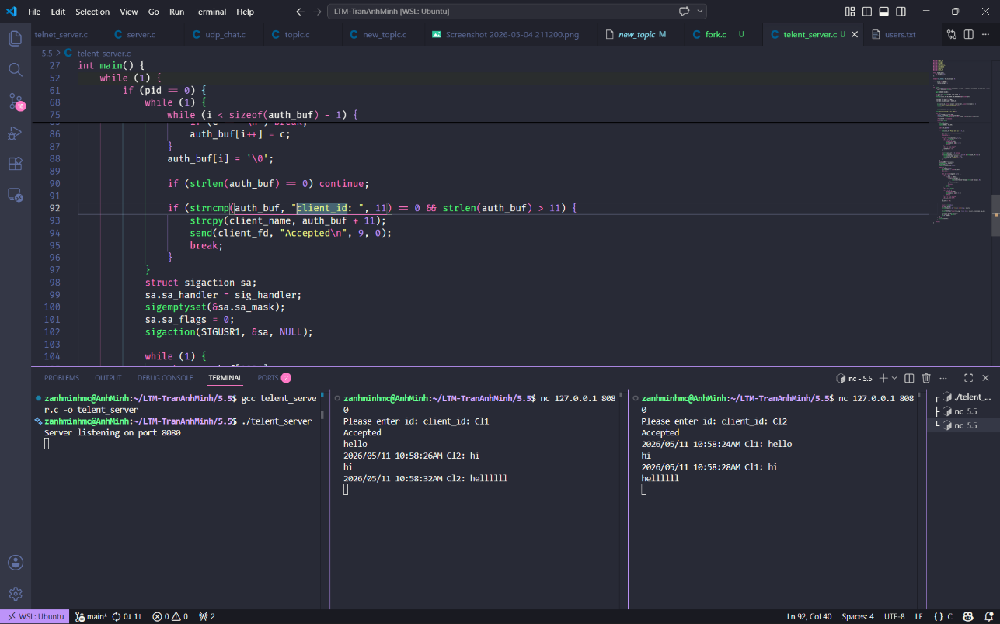 File Edit Selection View Go Run Terminal Help
LTM-TranAnhMinh [WSL: Ubuntu]
telnet_server.c
server.c
udp_chat.c
topic.c
new_topic.c
Screenshot 2026-05-04 211200.png
new_topic M
fork.c U
telent_server.c U
users.txt
5.5 > telent_server.c
27 int main() {
52 while (1) {
61 if (pid == 0) {
68 while (1) {
75 while (i < sizeof(auth_buf) - 1) {
86 auth_buf[i++] = c;
87 }
88 auth_buf[i] = '\0';
89
90 if (strlen(auth_buf) == 0) continue;
91
92 if (strncmp(auth_buf, "client_id: ", 11) == 0 && strlen(auth_buf) > 11) {
93 strcpy(client_name, auth_buf + 11);
94 send(client_fd, "Accepted\n", 9, 0);
95 break;
96 }
97 }
98 struct sigaction sa;
99 sa.sa_handler = sig_handler;
100 sigemptyset(&sa.sa_mask);
101 sa.sa_flags = 0;
102 sigaction(SIGUSR1, &sa, NULL);
103
104 while (1) {
18
PROBLEMS OUTPUT DEBUG CONSOLE TERMINAL PORTS 2
nc - 5.5
zanhminhmc@AnhMinh:~/LTM-TranAnhMinh/5.5$ gcc telent_serve
r.c -o telent_server
zanhminhmc@AnhMinh:~/LTM-TranAnhMinh/5.5$ ./telent_server
Server listening on port 8080
zanhminhmc@AnhMinh:~/LTM-TranAnhMinh/5.5$ nc 127.0.0.1 808
0
Please enter id: client_id: Cl1
Accepted
hello
2026/05/11 10:58:26AM Cl2: hi
hi
2026/05/11 10:58:32AM Cl2: hellllll
zanhminhmc@AnhMinh:~/LTM-TranAnhMinh/5.5$ nc 127.0.0.1 808
0
Please enter id: client_id: Cl2
Accepted
2026/05/11 10:58:24AM Cl1: hello
hi
2026/05/11 10:58:28AM Cl1: hi
hellllll
./telent_...
nc 5.5
nc 5.5
WSL: Ubuntu main* 0↓ 1↑ 0 0 2
Ln 92, Col 40 Spaces: 4 UTF-8 LF {} C